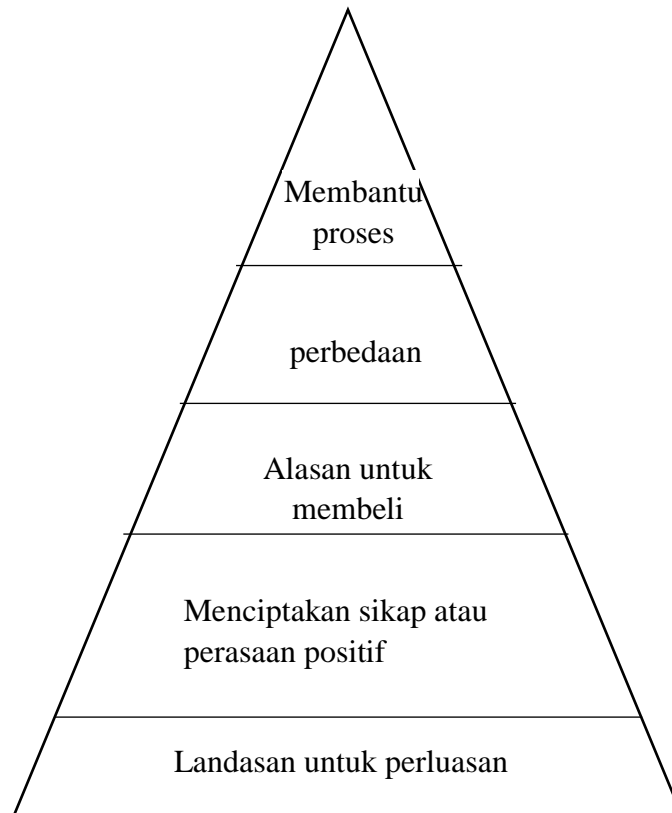 Membantu
proses
perbedaan
Alasan untuk
membeli
Menciptakan sikap atau
perasaan positif
Landasan untuk perluasan